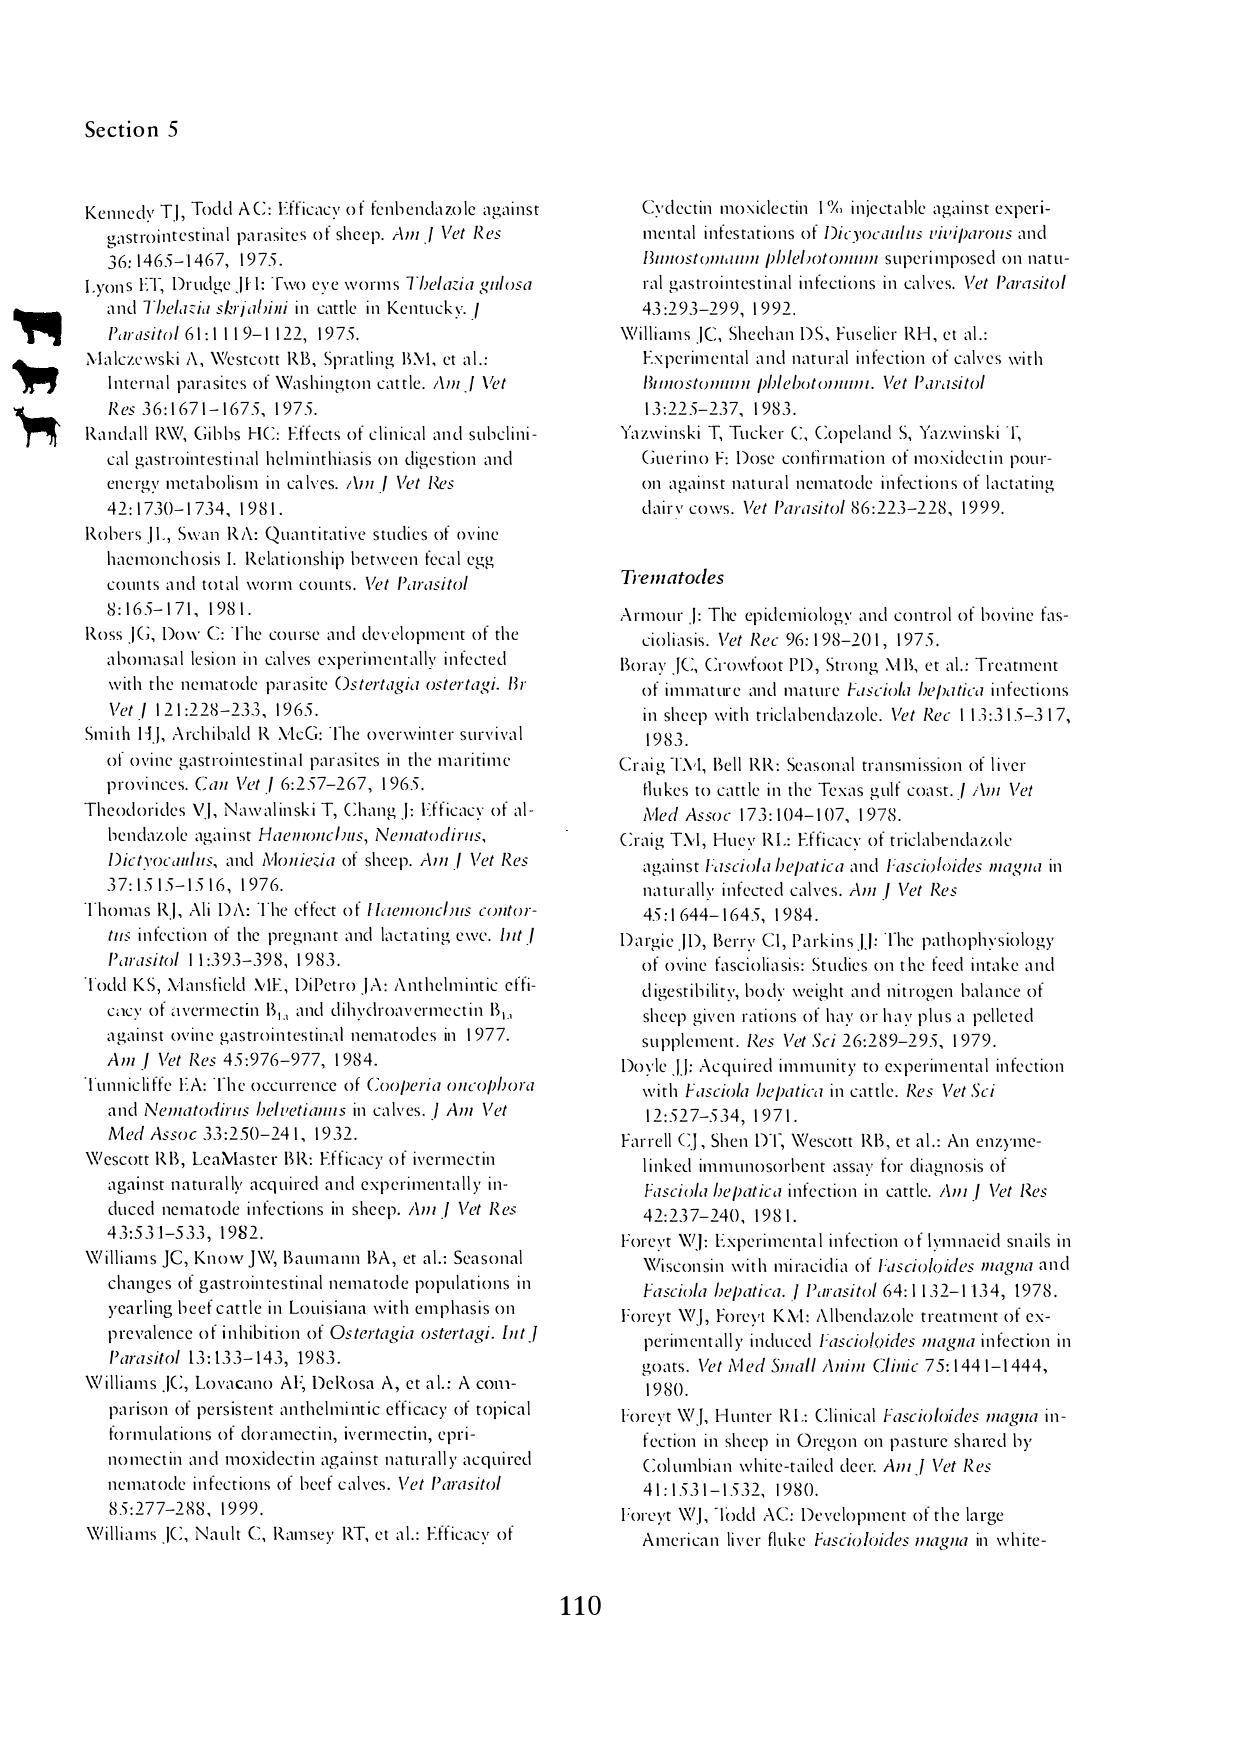 Section 5
Kennedy TJ, Todd AC: Efficacy of fenbendazole against
gastrointestinal parasites of sheep. Am J Vet Res
36:1465–1467, 1975.
Lyons ET, Drudge JH: Two eye worms Thelazia gulosa
and Thelazia skrjabini in cattle in Kentucky. J
Parasitol 61:1119–1122, 1975.
Malczewski A, Westcott RB, Spratling BM, et al.:
Internal parasites of Washington cattle. Am J Vet
Res 36:1671–1675, 1975.
Randall RW, Gibbs HC: Effects of clinical and subclini-
cal gastrointestinal helminthiasis on digestion and
energy metabolism in calves. Am J Vet Res
42:1730–1734, 1981.
Robers JL, Swan RA: Quantitative studies of ovine
haemonchosis I. Relationship between fecal egg
counts and total worm counts. Vet Parasitol
8:165–171, 1981.
Ross JG, Dow C: The course and development of the
abomasal lesion in calves experimentally infected
with the nematode parasite Ostertagia ostertagi. Br
Vet J 121:228–233, 1965.
Smith HJ, Archibald R McG: The overwinter survival
of ovine gastrointestinal parasites in the maritime
provinces. Can Vet J 6:257–267, 1965.
Theodorides VJ, Nawalinski T, Chang J: Efficacy of al-
bendazole against Haemonchus, Nematodirus,
Dictyocaulus, and Moniezia of sheep. Am J Vet Res
37:1515–1516, 1976.
Thomas RJ, Ali DA: The effect of Haemonchus contor-
tus infection of the pregnant and lactating ewe. Int J
Parasitol 11:393–398, 1983.
Todd KS, Mansfield ME, DiPetro JA: Anthelmintic effi-
cacy of avermectin B1a and dihydroavermectin B1a
against ovine gastrointestinal nematodes in 1977.
Am J Vet Res 45:976–977, 1984.
Tunnicliffe EA: The occurrence of Cooperia oncophora
and Nematodirus helvetianus in calves. J Am Vet
Med Assoc 33:250–241, 1932.
Wescott RB, LeaMaster BR: Efficacy of ivermectin
against naturally acquired and experimentally in-
duced nematode infections in sheep. Am J Vet Res
43:531–533, 1982.
Williams JC, Know JW, Baumann BA, et al.: Seasonal
changes of gastrointestinal nematode populations in
yearling beef cattle in Louisiana with emphasis on
prevalence of inhibition of Ostertagia ostertagi. Int J
Parasitol 13:133–143, 1983.
Williams JC, Lovacano AF, DeRosa A, et al.: A com-
parison of persistent anthelmintic efficacy of topical
formulations of doramectin, ivermectin, epri-
nomectin and moxidectin against naturally acquired
nematode infections of beef calves. Vet Parasitol
85:277–288, 1999.
Williams JC, Nault C, Ramsey RT, et al.: Efficacy of
Cydectin moxidectin 1% injectable against experi-
mental infestations of Dicyocaulus viviparous and
Bunostomaum phlebotomum superimposed on natu-
ral gastrointestinal infections in calves. Vet Parasitol
43:293–299, 1992.
Williams JC, Sheehan DS, Fuselier RH, et al.:
Experimental and natural infection of calves with
Bunostomum phlebotomum. Vet Parasitol
13:225–237, 1983.
Yazwinski T, Tucker C, Copeland S, Yazwinski T,
Guerino F: Dose confirmation of moxidectin pour-
on against natural nematode infections of lactating
dairy cows. Vet Parasitol 86:223–228, 1999.
Trematodes
Armour J: The epidemiology and control of bovine fas-
cioliasis. Vet Rec 96:198–201, 1975.
Boray JC, Crowfoot PD, Strong MB, et al.: Treatment
of immature and mature Fasciola hepatica infections
in sheep with triclabendazole. Vet Rec 113:315–317,
1983.
Craig TM, Bell RR: Seasonal transmission of liver
flukes to cattle in the Texas gulf coast. J Am Vet
Med Assoc 173:104–107, 1978.
Craig TM, Huey RL: Efficacy of triclabendazole
against Fasciola hepatica and Fascioloides magna in
naturally infected calves. Am J Vet Res
45:1644–1645, 1984.
Dargie JD, Berry CI, Parkins JJ: The pathophysiology
of ovine fascioliasis: Studies on the feed intake and
digestibility, body weight and nitrogen balance of
sheep given rations of hay or hay plus a pelleted
supplement. Res Vet Sci 26:289–295, 1979.
Doyle JJ: Acquired immunity to experimental infection
with Fasciola hepatica in cattle. Res Vet Sci
12:527–534, 1971.
Farrell CJ, Shen DT, Wescott RB, et al.: An enzyme-
linked immunosorbent assay for diagnosis of
Fasciola hepatica infection in cattle. Am J Vet Res
42:237–240, 1981.
Foreyt WJ: Experimental infection of lymnaeid snails in
Wisconsin with miracidia of Fascioloides magna and
Fasciola hepatica. J Parasitol 64:1132–1134, 1978.
Foreyt WJ, Foreyt KM: Albendazole treatment of ex-
perimentally induced Fascioloides magna infection in
goats. Vet Med Small Anim Clinic 75:1441–1444,
1980.
Foreyt WJ, Hunter RL: Clinical Fascioloides magna in-
fection in sheep in Oregon on pasture shared by
Columbian white-tailed deer. Am J Vet Res
41:1531–1532, 1980.
Foreyt WJ, Todd AC: Development of the large
American liver fluke Fascioloides magna in white-
110